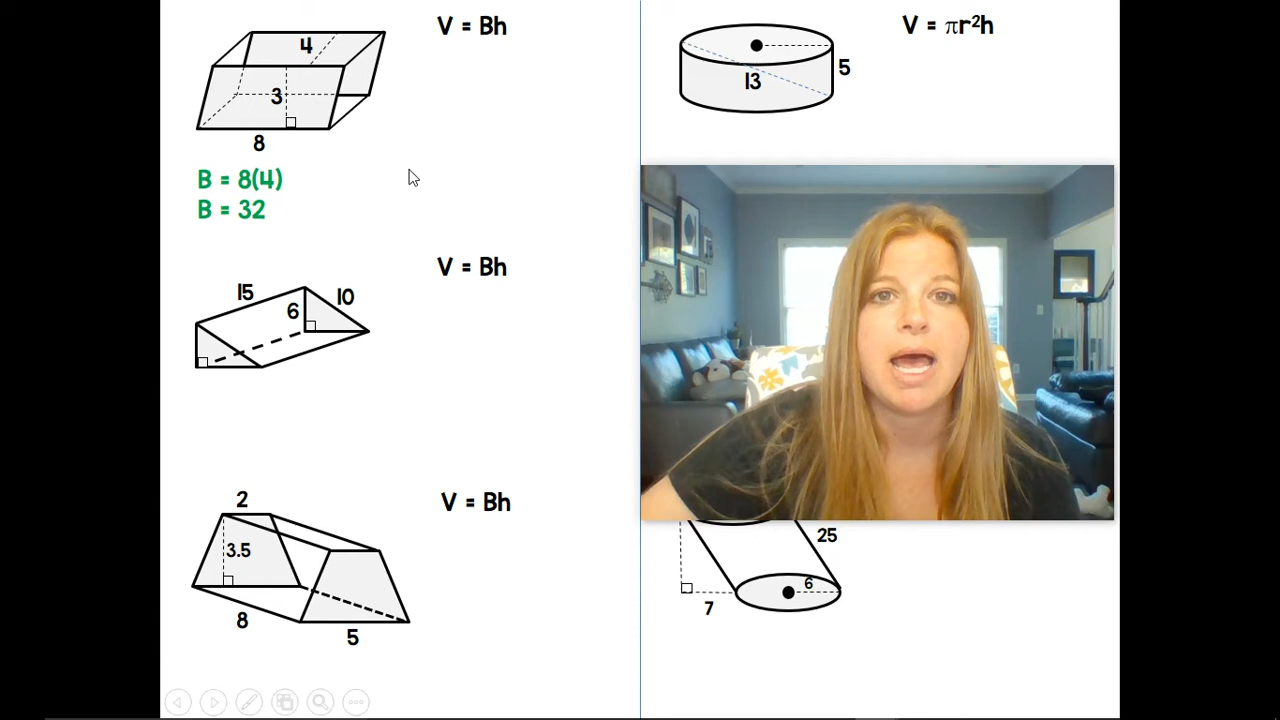 V = Bh
4
3
8
B = 8(4)
B = 32
V = Bh
15
6
10
V = Bh
2
3.5
8
5
V = πr²h
13
5
25
6
7